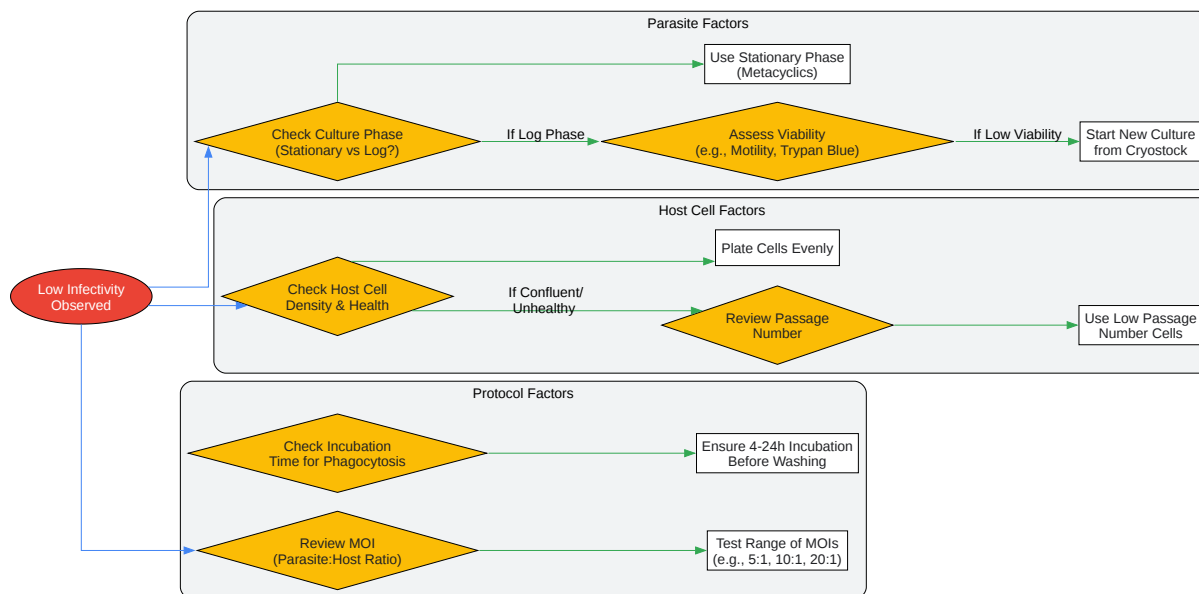 Parasite Factors
Use Stationary Phase
(Metacyclics)
Check Culture Phase
(Stationary vs Log?)
If Log Phase
Assess Viability
(e.g., Motility, Trypan Blue)
If Low Viability
Start New Culture
from Cryostock
Host Cell Factors
Plate Cells Evenly
Low Infectivity
Observed
Check Host Cell
Density & Health
If Confluent/
Unhealthy
Review Passage
Number
Use Low Passage
Number Cells
Protocol Factors
Check Incubation
Time for Phagocytosis
Ensure 4-24h Incubation
Before Washing
Review MOI
(Parasite:Host Ratio)
Test Range of MOIs
(e.g., 5:1, 10:1, 20:1)